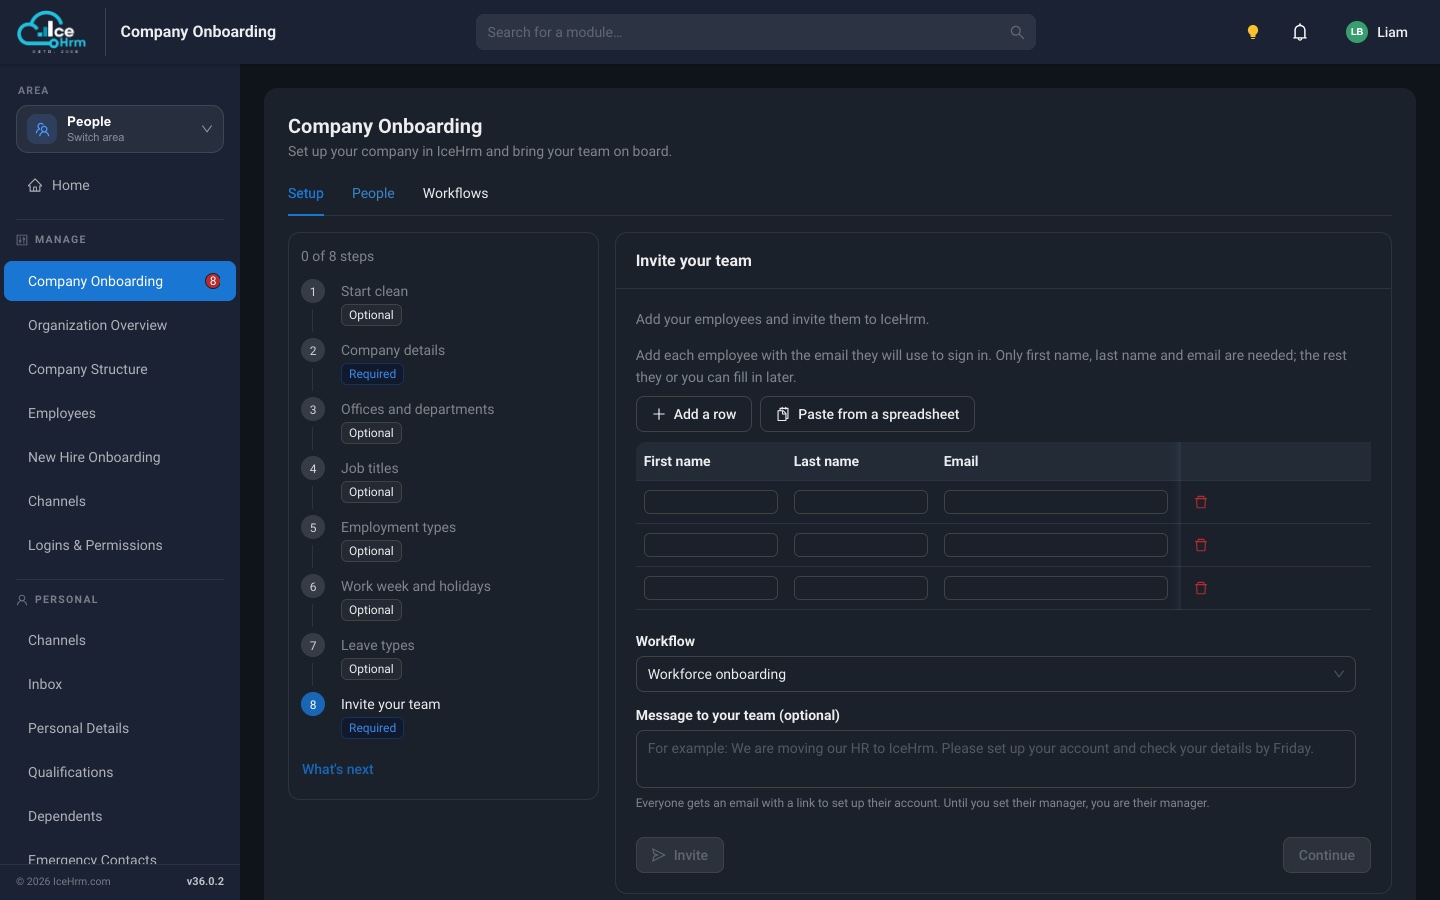 Ice
Hrm
ESTD. 2008
Company Onboarding
Search for a module...
LB
Liam
AREA
People
Switch area
Home
MANAGE
Company Onboarding
8
Organization Overview
Company Structure
Employees
New Hire Onboarding
Channels
Logins & Permissions
PERSONAL
Channels
Inbox
Personal Details
Qualifications
Dependents
Emergency Contacts
© 2026 IceHrm.com
v36.0.2
Company Onboarding
Set up your company in IceHrm and bring your team on board.
Setup
People
Workflows
0 of 8 steps
1
Start clean
Optional
2
Company details
Required
3
Offices and departments
Optional
4
Job titles
Optional
5
Employment types
Optional
6
Work week and holidays
Optional
7
Leave types
Optional
8
Invite your team
Required
What's next
Invite your team
Add your employees and invite them to IceHrm.
Add each employee with the email they will use to sign in. Only first name, last name and email are needed; the rest
they or you can fill in later.
Add a row
Paste from a spreadsheet
First name
Last name
Email
Workflow
Workforce onboarding
Message to your team (optional)
For example: We are moving our HR to IceHrm. Please set up your account and check your details by Friday.
Everyone gets an email with a link to set up their account. Until you set their manager, you are their manager.
Invite
Continue